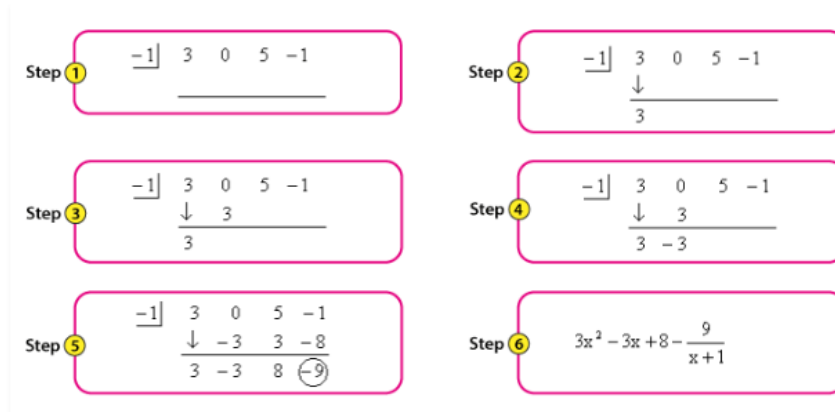 Step 1
-1 3 0 5 -1
Step 2
-1 3 0 5 -1
↓
3
Step 3
-1 3 0 5 -1
↓ 3
3
Step 4
-1 3 0 5 -1
↓ 3
3 -3
Step 5
-1 3 0 5 -1
↓ -3 3 -8
3 -3 8 -9
Step 6
3x² - 3x + 8 - 9/(x+1)